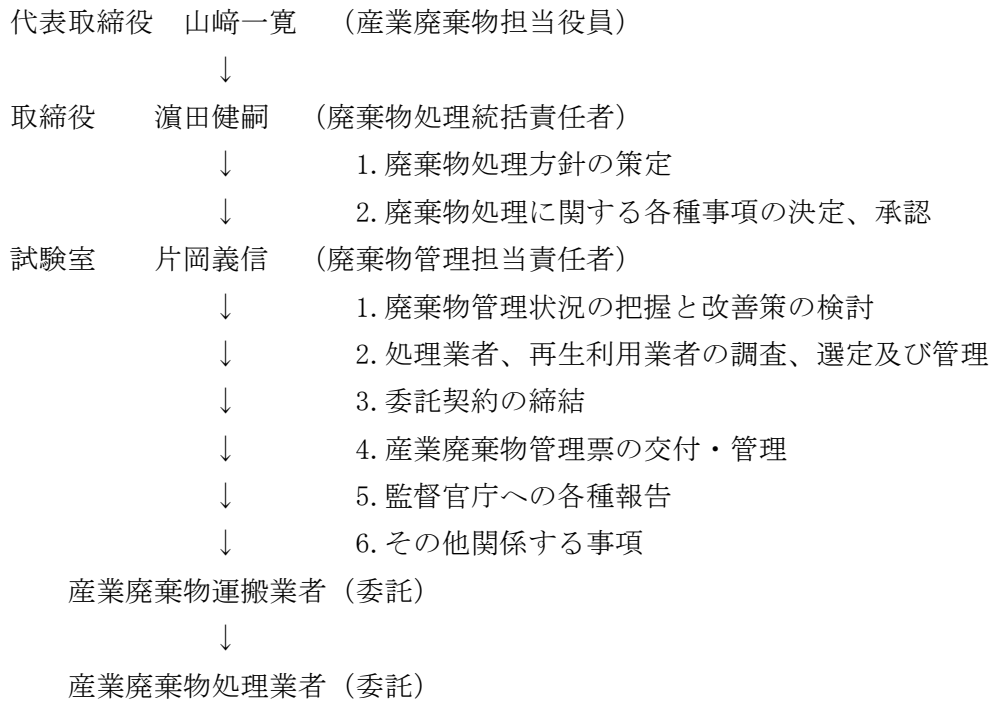 代表取締役　山﨑一寛　（産業廃棄物担当役員）
↓
取締役　　濵田健嗣　（廃棄物処理統括責任者）
↓　　　　1.廃棄物処理方針の策定
↓　　　　2.廃棄物処理に関する各種事項の決定、承認
試験室　　片岡義信　（廃棄物管理担当責任者）
↓　　　　1.廃棄物管理状況の把握と改善策の検討
↓　　　　2.処理業者、再生利用業者の調査、選定及び管理
↓　　　　3.委託契約の締結
↓　　　　4.産業廃棄物管理票の交付・管理
↓　　　　5.監督官庁への各種報告
↓　　　　6.その他関係する事項
産業廃棄物運搬業者（委託）
↓
産業廃棄物処理業者（委託）